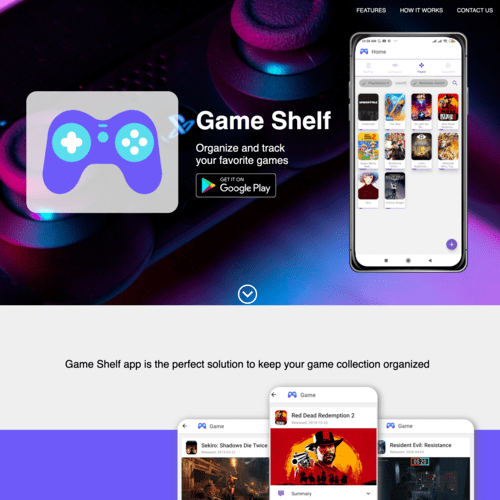 FEATURES
HOW IT WORKS
CONTACT US
Home
Game Shelf
Organize and track
your favorite games
GET IT ON
Google Play
Game Shelf app is the perfect solution to keep your game collection organized
Game
Red Dead Redemption 2
Game
Sekiro: Shadows Die Twice
Game
Resident Evil: Resistance
Summary